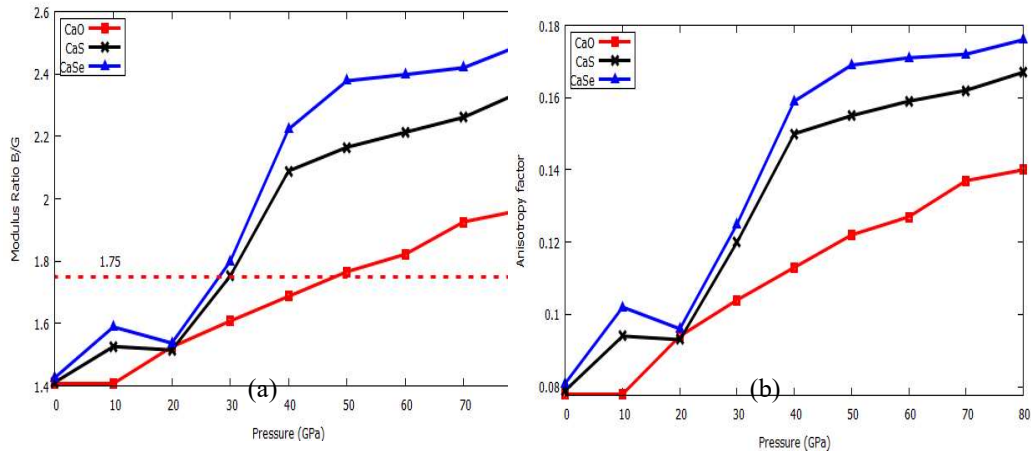 2.6
CaO
CaS
CaSe
2.4
2.2
2
1.8
1.75
1.6
1.4
0 10 20 30 40 50 60 70
Modulus Ratio B/G
Pressure (GPa)
(a)
0.18
CaO
CaS
CaSe
0.16
0.14
0.12
0.1
0.08
0 10 20 30 40 50 60 70 80
Anisotropy factor
Pressure (GPa)
(b)